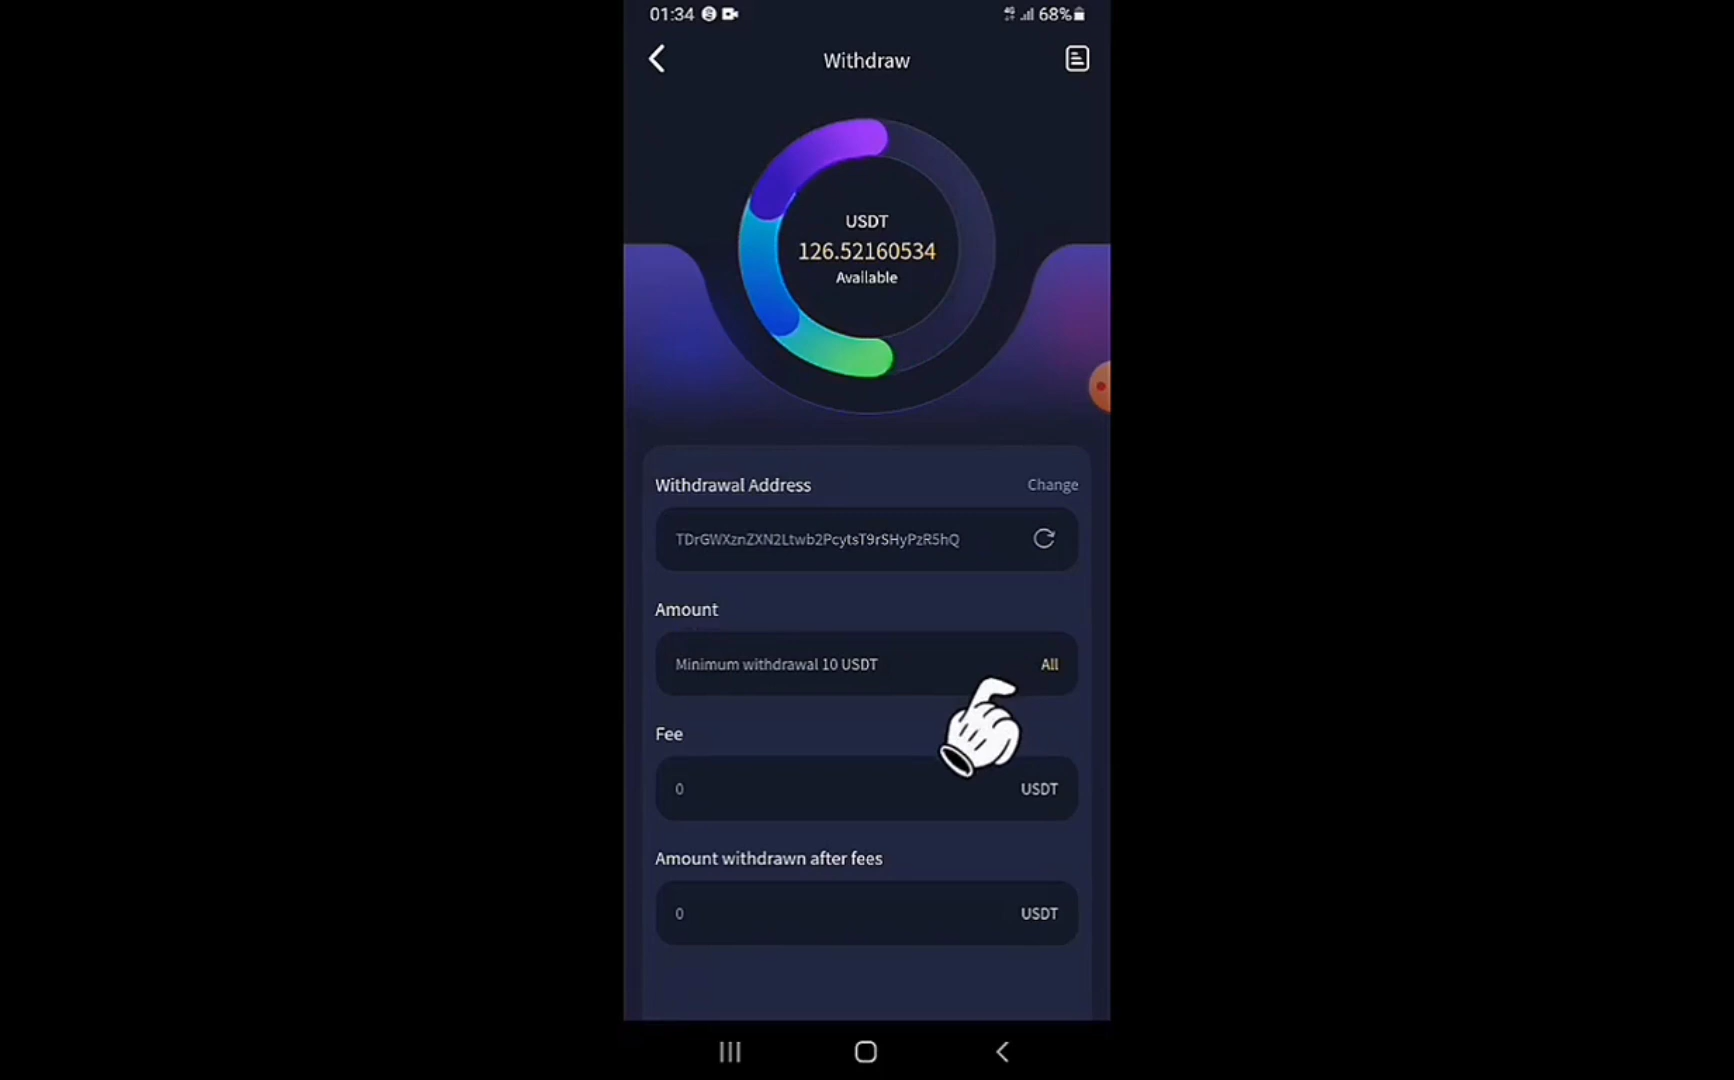 01:34
4G
68%
Withdraw
USDT
126.52160534
Available
Withdrawal Address
Change
TDrGWXznZXN2Ltwb2PcytsT9rSHyPzR5hQ
Amount
Minimum withdrawal 10 USDT
All
Fee
0
USDT
Amount withdrawn after fees
0
USDT